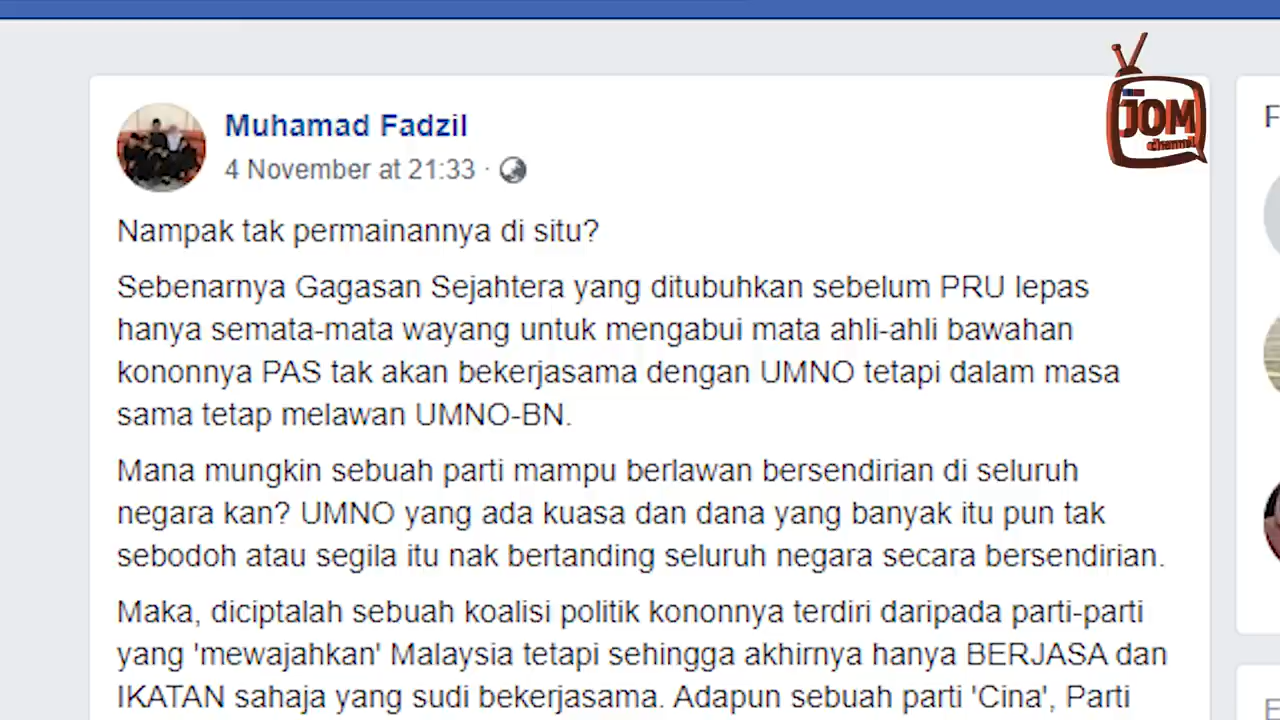 JOM
channel
Muhamad Fadzil
4 November at 21:33 ·
Nampak tak permainannya di situ?
Sebenarnya Gagasan Sejahtera yang ditubuhkan sebelum PRU lepas
hanya semata-mata wayang untuk mengabui mata ahli-ahli bawahan
kononnya PAS tak akan bekerjasama dengan UMNO tetapi dalam masa
sama tetap melawan UMNO-BN.
Mana mungkin sebuah parti mampu berlawan bersendirian di seluruh
negara kan? UMNO yang ada kuasa dan dana yang banyak itu pun tak
sebodoh atau segila itu nak bertanding seluruh negara secara bersendirian.
Maka, diciptalah sebuah koalisi politik kononnya terdiri daripada parti-parti
yang 'mewajahkan' Malaysia tetapi sehingga akhirnya hanya BERJASA dan
IKATAN sahaja yang sudi bekerjasama. Adapun sebuah parti 'Cina', Parti